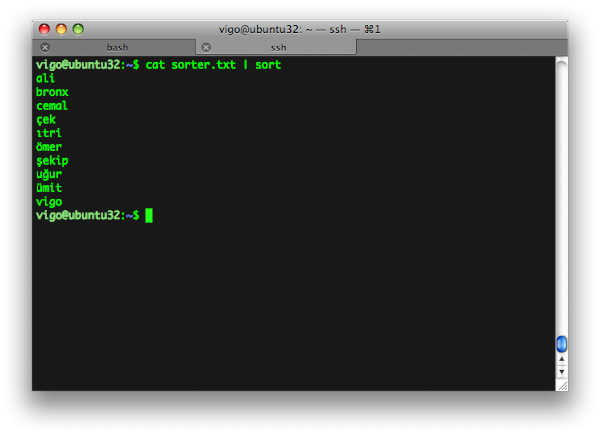 vigo@ubuntu32: ~ — ssh — ⌘1
bash
ssh
vigo@ubuntu32:~$ cat sorter.txt | sort
ali
bronx
cemal
çek
ıtri
ömer
şekip
uğur
ümit
vigo
vigo@ubuntu32:~$